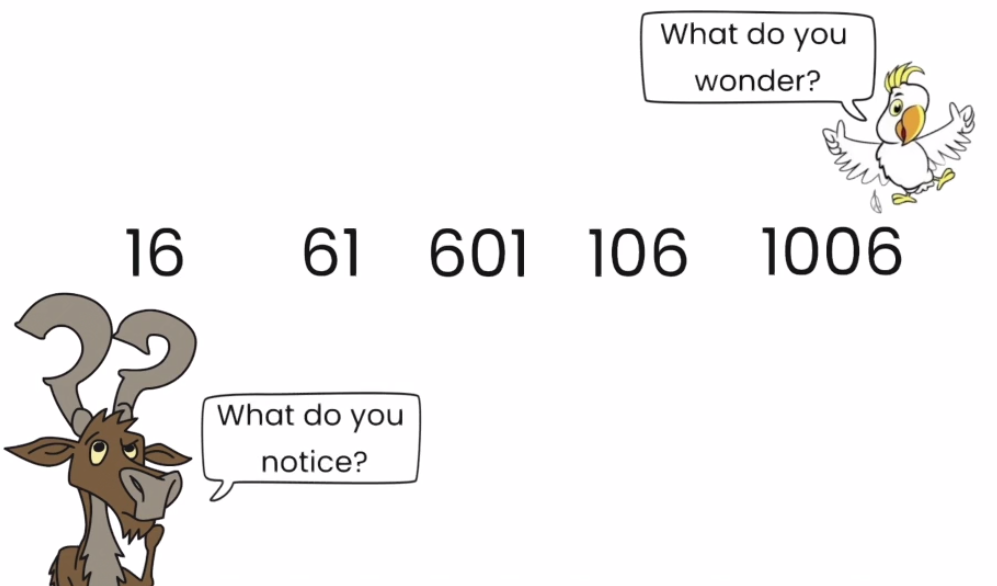 What do you
wonder?
16 61 601 106 1006
What do you
notice?